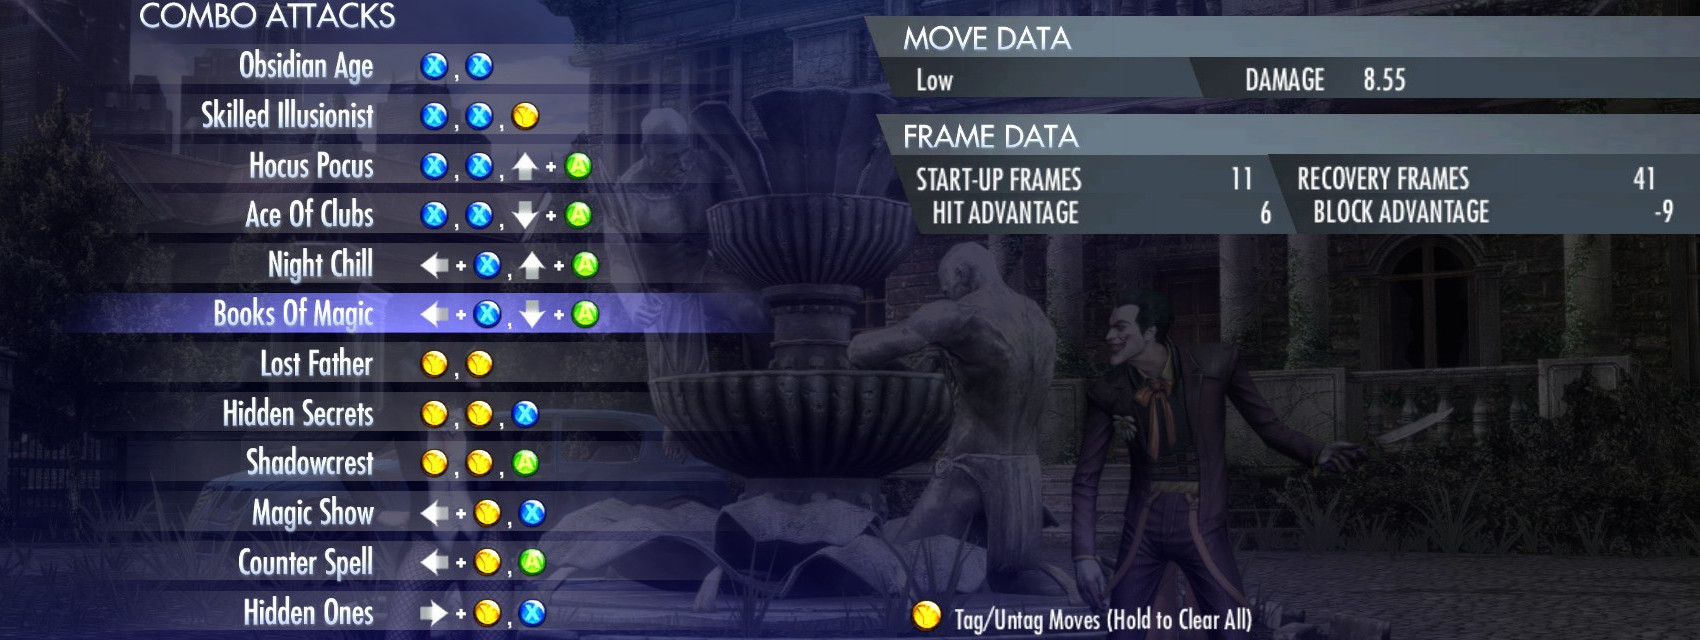 COMBO ATTACKS
Obsidian Age X, X
Skilled Illusionist X, X, Y
Hocus Pocus X, X, ⬆ + A
Ace Of Clubs X, X, ⬇ + A
Night Chill ⬅ + X, ⬆ + A
Books Of Magic ⬅ + X, ⬇ + A
Lost Father Y, Y
Hidden Secrets Y, Y, X
Shadowcrest Y, Y, A
Magic Show ⬅ + Y, X
Counter Spell ⬅ + Y, A
Hidden Ones ➡ + Y, X
MOVE DATA
Low DAMAGE 8.55
FRAME DATA
START-UP FRAMES 11 RECOVERY FRAMES 41
HIT ADVANTAGE 6 BLOCK ADVANTAGE -9
Y Tag/Untag Moves (Hold to Clear All)